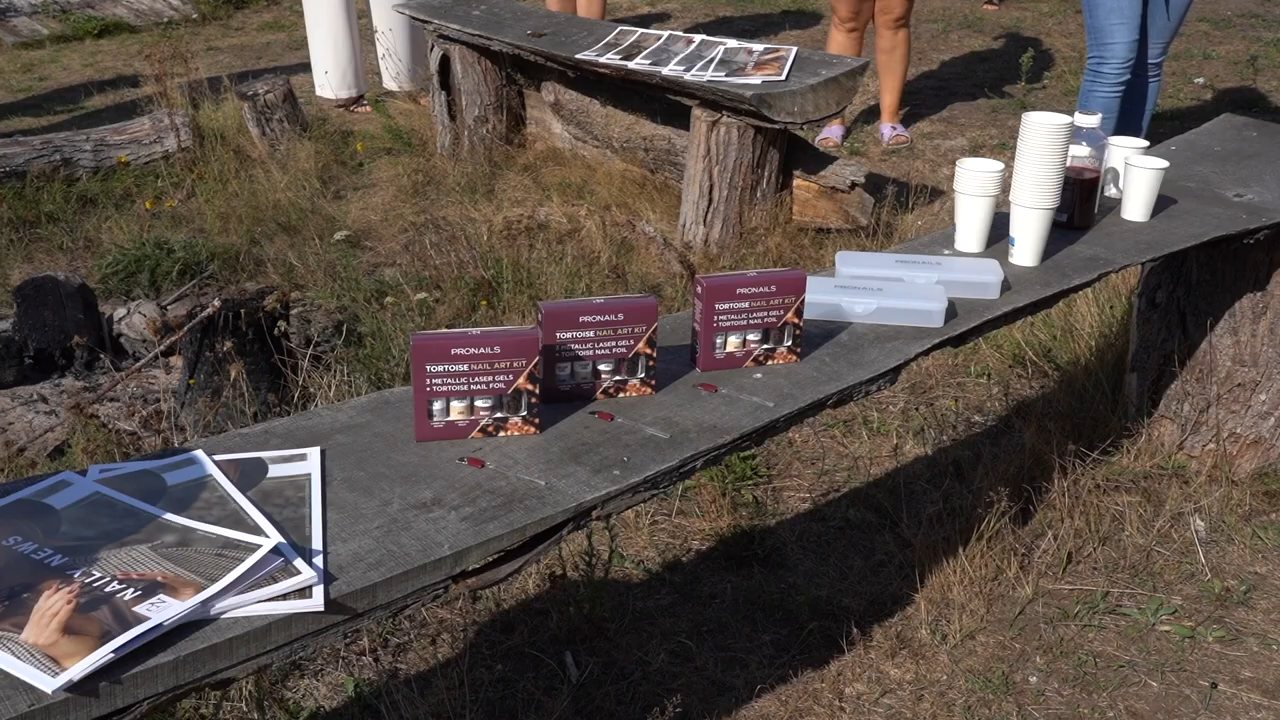 PRONAILS
TORTOISE NAIL ART KIT
3 METALLIC LASER GELS
+ TORTOISE NAIL FOIL
PRONAILS
TORTOISE NAIL ART KIT
3 METALLIC LASER GELS
+ TORTOISE NAIL FOIL
PRONAILS
TORTOISE NAIL ART KIT
3 METALLIC LASER GELS
+ TORTOISE NAIL FOIL
PRONAILS
PRONAILS
NAILY NEWS